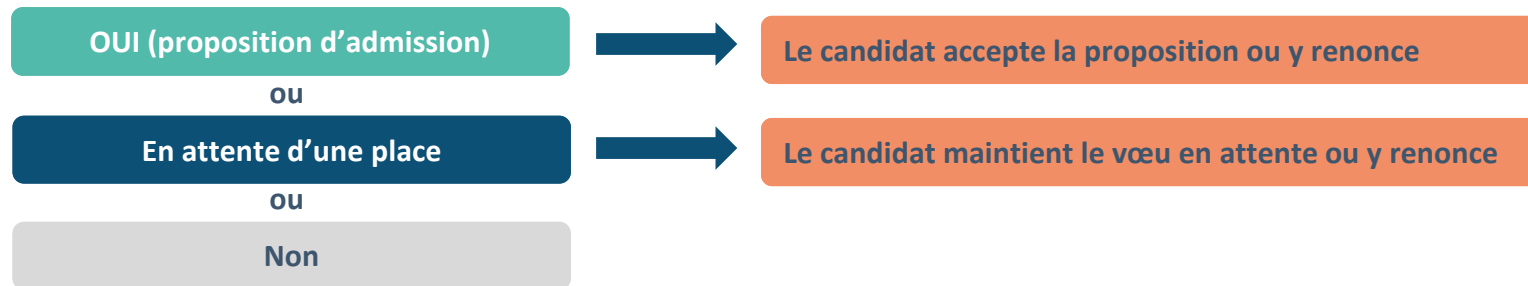 OUI (proposition d’admission)
Le candidat accepte la proposition ou y renonce
ou
En attente d’une place
Le candidat maintient le vœu en attente ou y renonce
ou
Non